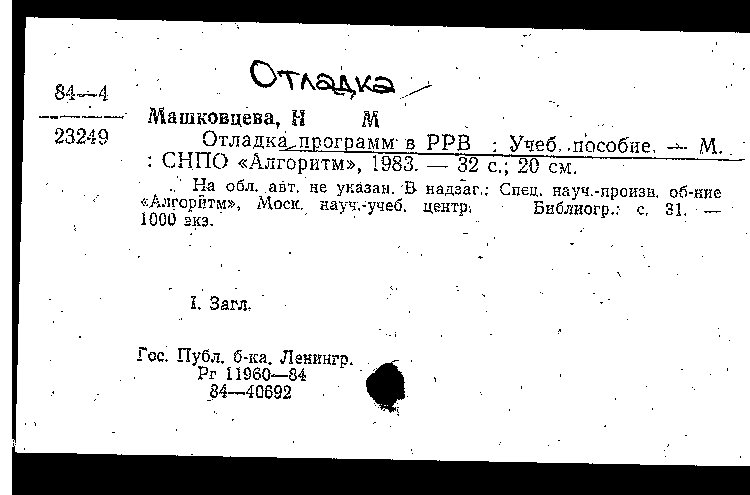 Отладка
84—4
23249
Машковцева, Н М
Отладка программ в РРВ : Учеб. пособие. — М.
: СНПО «Алгоритм», 1983. — 32 с.; 20 см.
На обл. авт. не указан. В надзаг.: Спец. науч.-произв. об-ние
«Алгоритм», Моск. науч.-учеб. центр. Библиогр.: с. 31. —
1000 экз.
I. Загл.
Гос. Публ. б-ка. Ленингр.
Рг 11960—84
84—40692